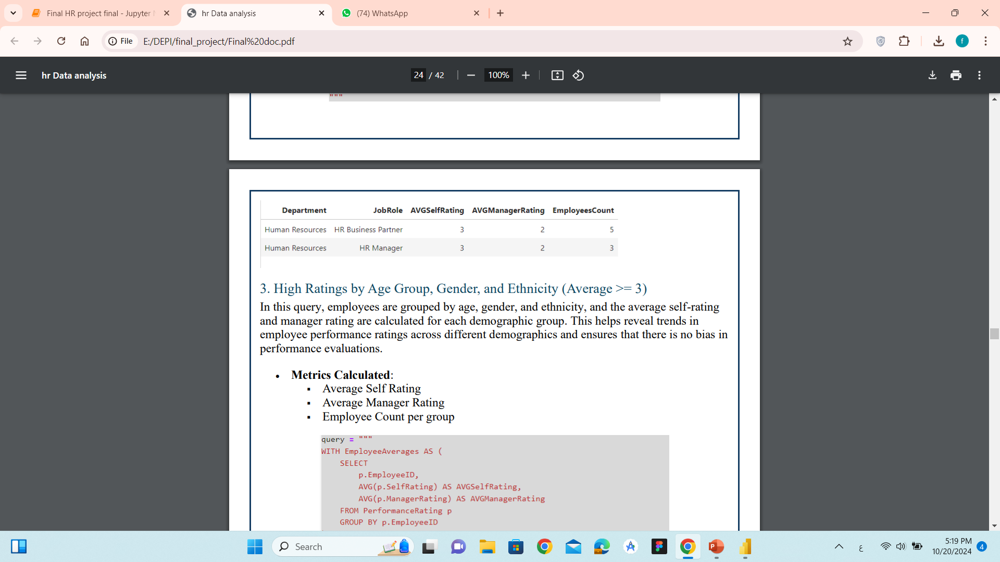 Final HR project final - Jupyter N
hr Data analysis
(74) WhatsApp
File
E:/DEPI/final_project/Final%20doc.pdf
f
hr Data analysis
24 / 42
100%
"""
Department JobRole AVGSelfRating AVGManagerRating EmployeesCount
Human Resources HR Business Partner 3 2 5
Human Resources HR Manager 3 2 3
3. High Ratings by Age Group, Gender, and Ethnicity (Average >= 3)
In this query, employees are grouped by age, gender, and ethnicity, and the average self-rating
and manager rating are calculated for each demographic group. This helps reveal trends in
employee performance ratings across different demographics and ensures that there is no bias in
performance evaluations.
• Metrics Calculated:
▪ Average Self Rating
▪ Average Manager Rating
▪ Employee Count per group
query = """
WITH EmployeeAverages AS (
SELECT
p.EmployeeID,
AVG(p.SelfRating) AS AVGSelfRating,
AVG(p.ManagerRating) AS AVGManagerRating
FROM PerformanceRating p
GROUP BY p.EmployeeID
Search
ع
5:19 PM
10/20/2024
4